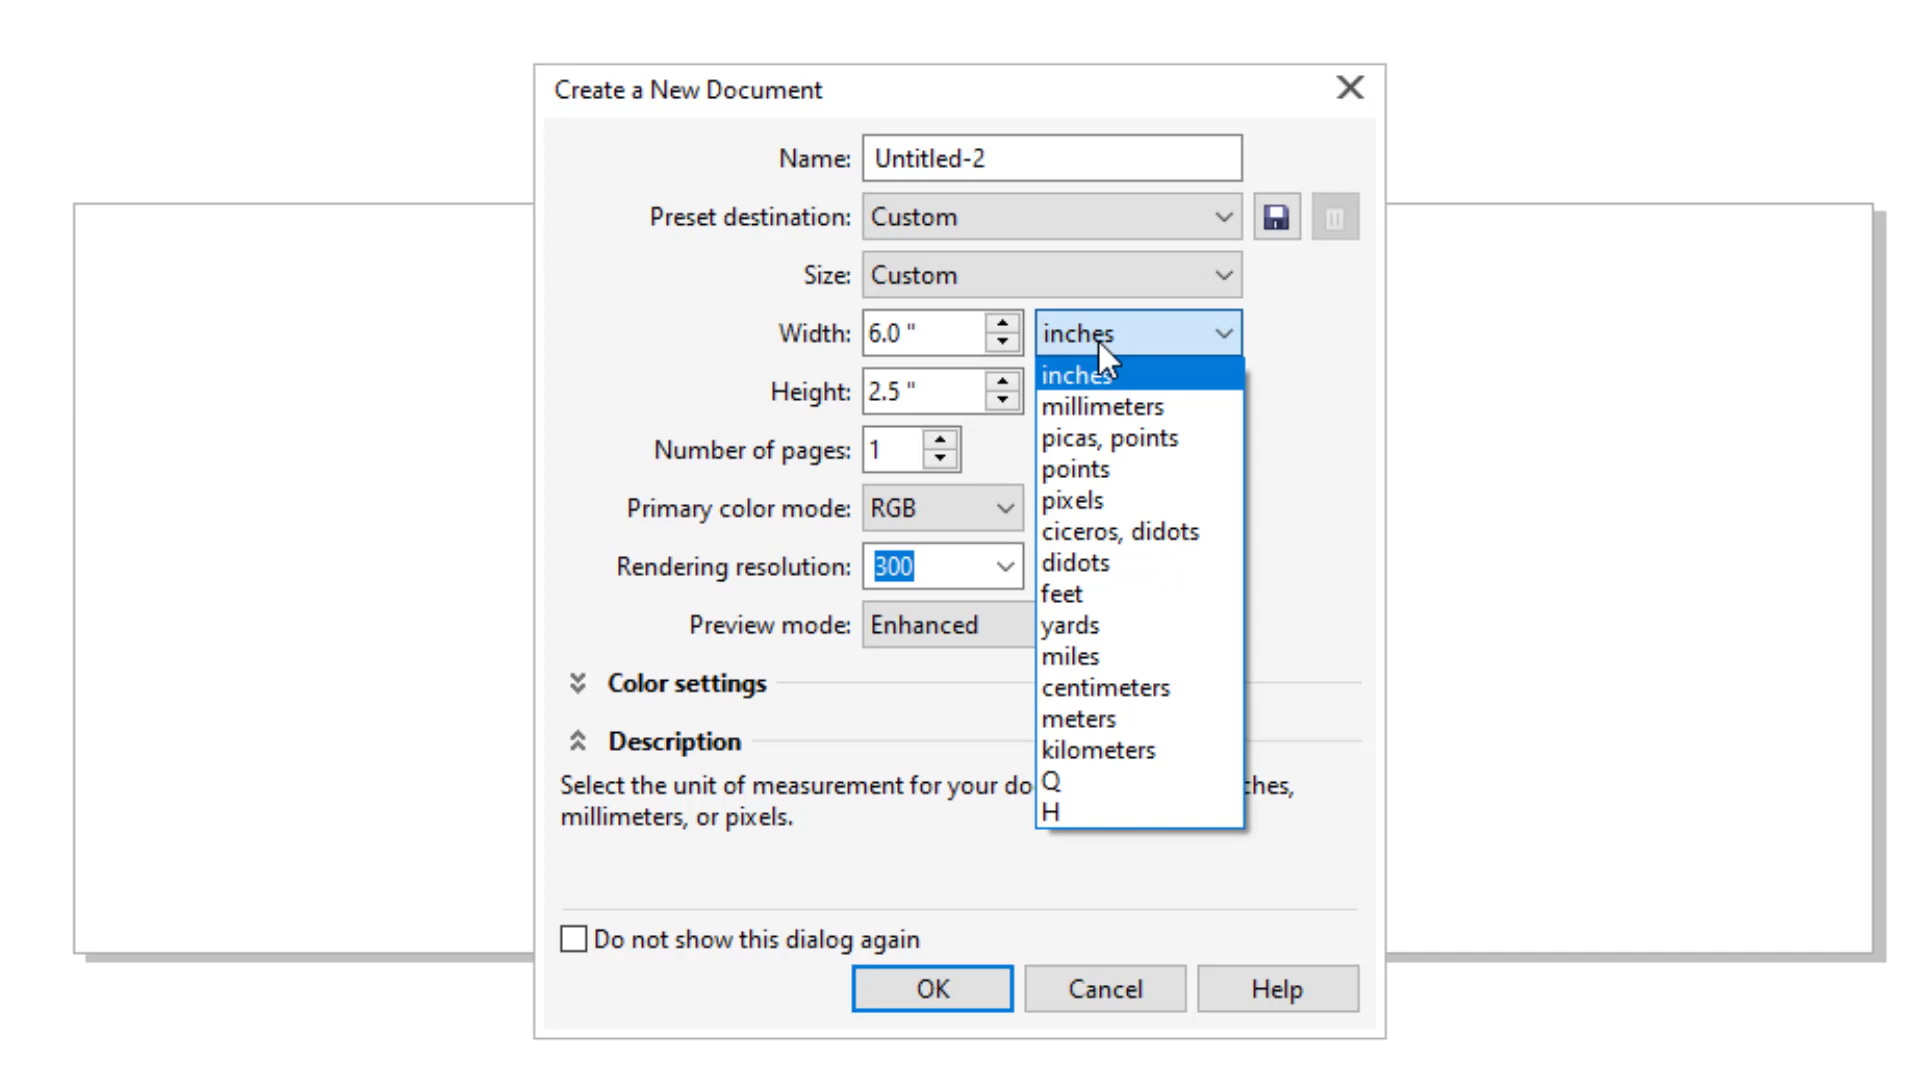 Create a New Document
Name: Untitled-2
Preset destination: Custom
Size: Custom
Width: 6.0 " inches
inches
Height: 2.5 "
millimeters
picas, points
Number of pages: 1
points
pixels
Primary color mode: RGB
ciceros, didots
Rendering resolution: 300
didots
feet
Preview mode: Enhanced
yards
miles
Color settings
centimeters
meters
Description
kilometers
Select the unit of measurement for your
Q
millimeters, or pixels.
H
Do not show this dialog again
OK Cancel Help